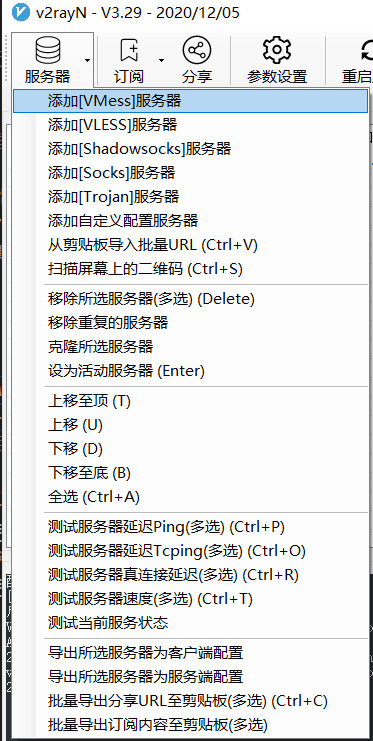 v2rayN - V3.29 - 2020/12/05
服务器
订阅
分享
参数设置
重启
添加[VMess]服务器
添加[VLESS]服务器
添加[Shadowsocks]服务器
添加[Socks]服务器
添加[Trojan]服务器
添加自定义配置服务器
从剪贴板导入批量URL (Ctrl+V)
扫描屏幕上的二维码 (Ctrl+S)
移除所选服务器(多选) (Delete)
移除重复的服务器
克隆所选服务器
设为活动服务器 (Enter)
上移至顶 (T)
上移 (U)
下移 (D)
下移至底 (B)
全选 (Ctrl+A)
测试服务器延迟Ping(多选) (Ctrl+P)
测试服务器延迟Tcping(多选) (Ctrl+O)
测试服务器真连接延迟(多选) (Ctrl+R)
测试服务器速度(多选) (Ctrl+T)
测试当前服务状态
导出所选服务器为客户端配置
导出所选服务器为服务端配置
批量导出分享URL至剪贴板(多选) (Ctrl+C)
批量导出订阅内容至剪贴板(多选)